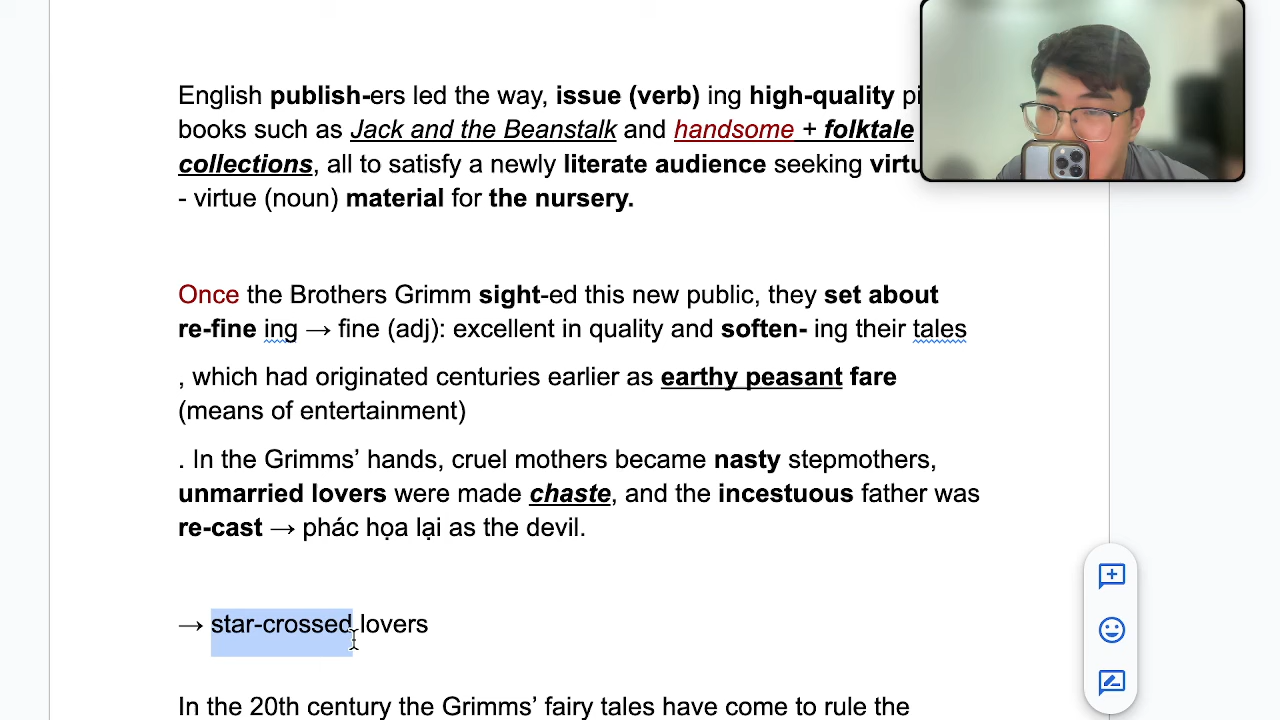 English publish-ers led the way, issue (verb) ing high-quality
books such as Jack and the Beanstalk and handsome + folktale
collections, all to satisfy a newly literate audience seeking
- virtue (noun) material for the nursery.
Once the Brothers Grimm sight-ed this new public, they set about
re-fine ing → fine (adj): excellent in quality and soften- ing their tales
, which had originated centuries earlier as earthy peasant fare
(means of entertainment)
. In the Grimms’ hands, cruel mothers became nasty stepmothers,
unmarried lovers were made chaste, and the incestuous father was
re-cast → phác họa lại as the devil.
→ star-crossed lovers
In the 20th century the Grimms’ fairy tales have come to rule the